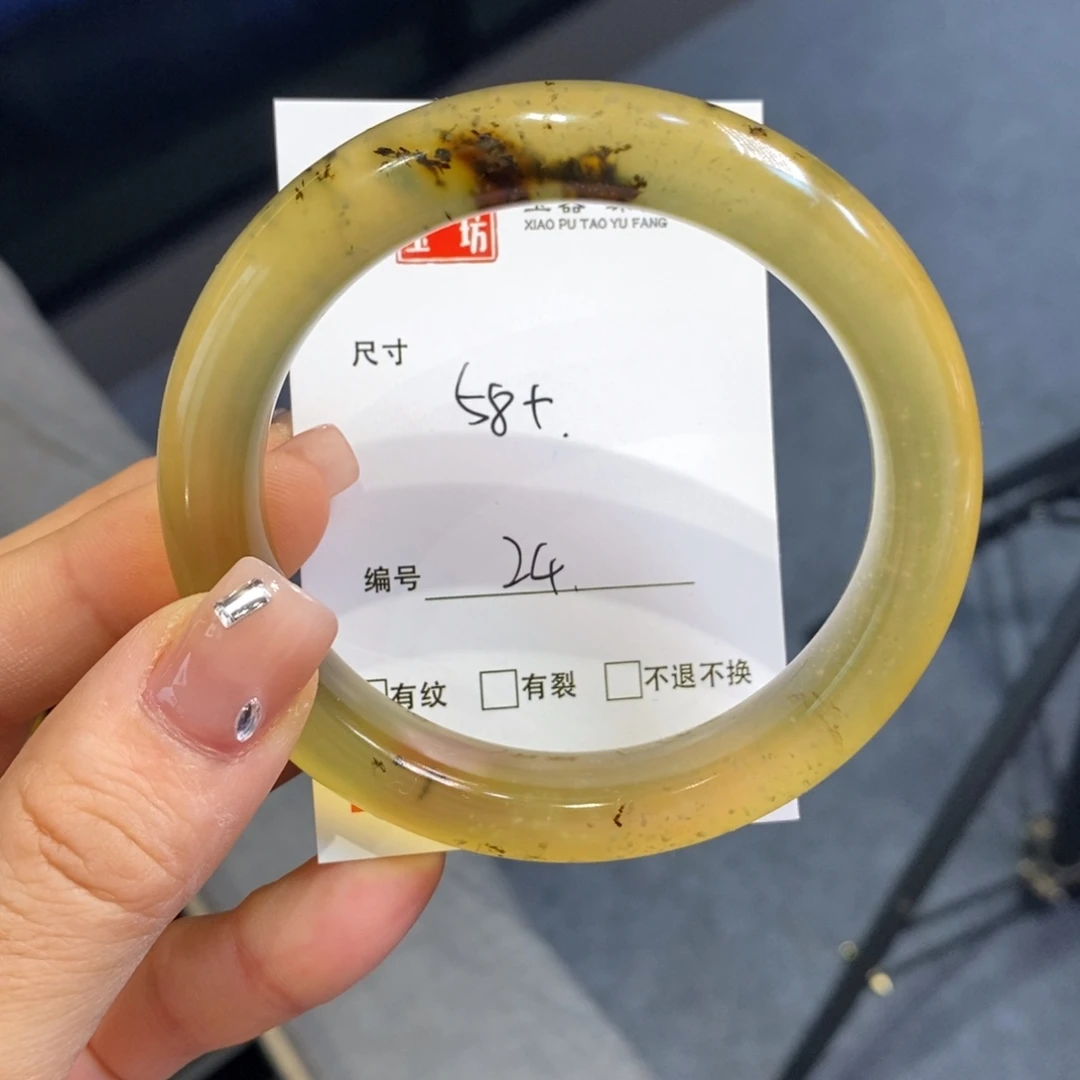 坊
XIAO PU TAO YU FANG
尺寸
58+.
编号 24.
有纹 有裂 不退不换